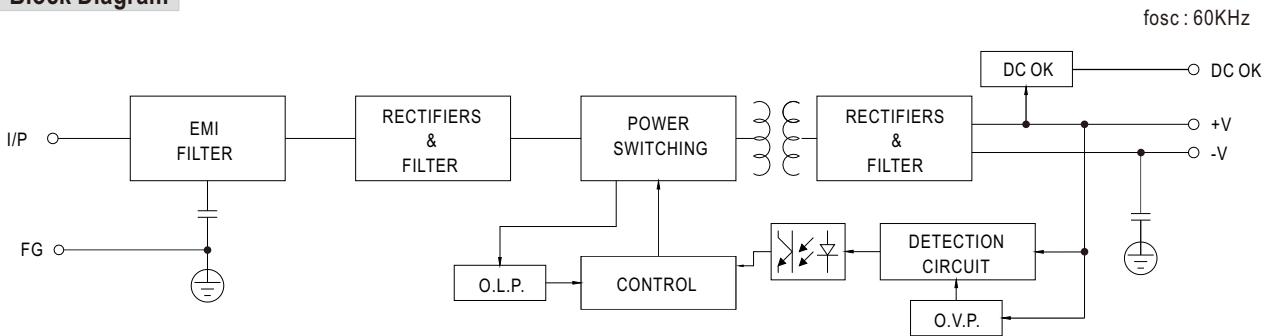 Block Diagram
fosc : 60KHz
DC OK
DC OK
I/P
EMI
FILTER
RECTIFIERS
&
FILTER
POWER
SWITCHING
RECTIFIERS
&
FILTER
+V
-V
FG
O.L.P.
CONTROL
DETECTION
CIRCUIT
O.V.P.